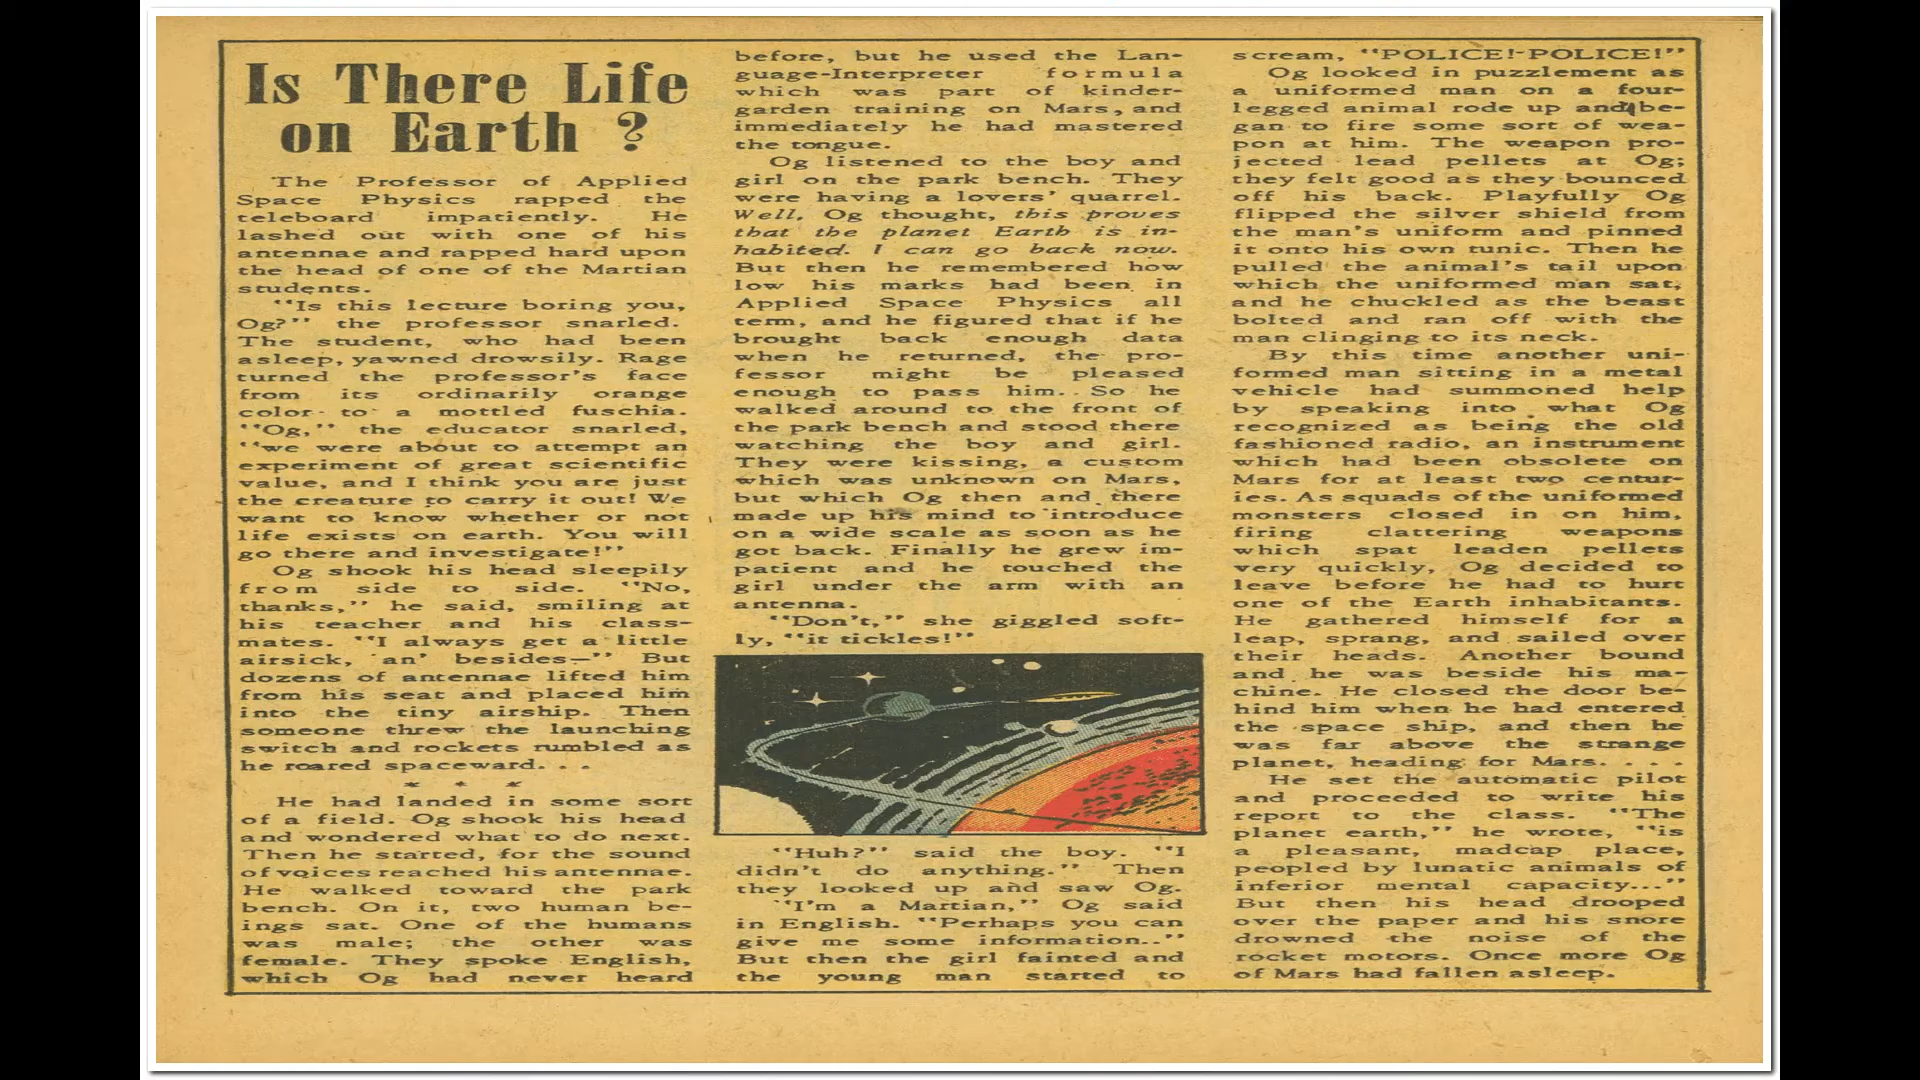 Is There Life
on Earth ?
The Professor of Applied
Space Physics rapped the
teleboard impatiently. He
lashed out with one of his
antennae and rapped hard upon
the head of one of the Martian
students.
"Is this lecture boring you,
Og?" the professor snarled.
The student, who had been
asleep, yawned drowsily. Rage
turned the professor's face
from its ordinarily orange
color to a mottled fuschia.
"Og," the educator snarled,
"we were about to attempt an
experiment of great scientific
value, and I think you are just
the creature to carry it out! We
want to know whether or not
life exists on earth. You will
go there and investigate!"
Og shook his head sleepily
from side to side. "No,
thanks," he said, smiling at
his teacher and his class-
mates. "I always get a little
airsick, an' besides—" But
dozens of antennae lifted him
from his seat and placed him
into the tiny airship. Then
someone threw the launching
switch and rockets rumbled as
he roared spaceward. . .
* * *
He had landed in some sort
of a field. Og shook his head
and wondered what to do next.
Then he started, for the sound
of voices reached his antennae.
He walked toward the park
bench. On it, two human be-
ings sat. One of the humans
was male; the other was
female. They spoke English,
which Og had never heard
before, but he used the Lan-
guage-Interpreter formula
which was part of kinder-
garden training on Mars, and
immediately he had mastered
the tongue.
Og listened to the boy and
girl on the park bench. They
were having a lovers' quarrel.
Well, Og thought, this proves
that the planet Earth is in-
habited. I can go back now.
But then he remembered how
low his marks had been in
Applied Space Physics all
term, and he figured that if he
brought back enough data
when he returned, the pro-
fessor might be pleased
enough to pass him. So he
walked around to the front of
the park bench and stood there
watching the boy and girl.
They were kissing, a custom
which was unknown on Mars,
but which Og then and there
made up his mind to introduce
on a wide scale as soon as he
got back. Finally he grew im-
patient and he touched the
girl under the arm with an
antenna.
"Don't," she giggled soft-
ly, "it tickles!"
"Huh?" said the boy. "I
didn't do anything." Then
they looked up and saw Og.
"I'm a Martian," Og said
in English. "Perhaps you can
give me some information.."
But then the girl fainted and
the young man started to
scream, "POLICE!-POLICE!"
Og looked in puzzlement as
a uniformed man on a four-
legged animal rode up and be-
gan to fire some sort of wea-
pon at him. The weapon pro-
jected lead pellets at Og;
they felt good as they bounced
off his back. Playfully Og
flipped the silver shield from
the man's uniform and pinned
it onto his own tunic. Then he
pulled the animal's tail upon
which the uniformed man sat,
and he chuckled as the beast
bolted and ran off with the
man clinging to its neck.
By this time another uni-
formed man sitting in a metal
vehicle had summoned help
by speaking into what Og
recognized as being the old
fashioned radio, an instrument
which had been obsolete on
Mars for at least two centur-
ies. As squads of the uniformed
monsters closed in on him,
firing clattering weapons
which spat leaden pellets
very quickly, Og decided to
leave before he had to hurt
one of the Earth inhabitants.
He gathered himself for a
leap, sprang, and sailed over
their heads. Another bound
and he was beside his ma-
chine. He closed the door be-
hind him when he had entered
the space ship, and then he
was far above the strange
planet, heading for Mars. . . .
He set the automatic pilot
and proceeded to write his
report to the class. "The
planet earth," he wrote, "is
a pleasant, madcap place,
peopled by lunatic animals of
inferior mental capacity..."
But then his head drooped
over the paper and his snore
drowned the noise of the
rocket motors. Once more Og
of Mars had fallen asleep.